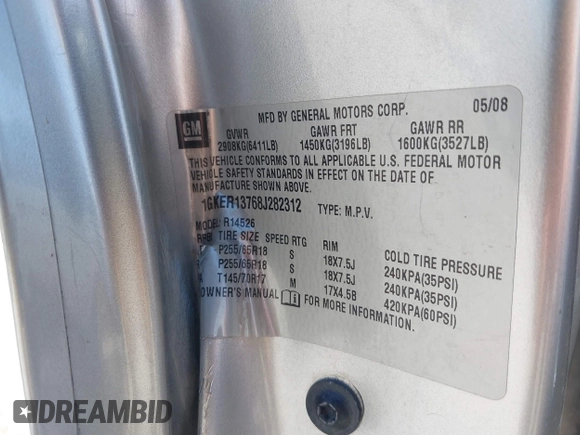 MFD BY GENERAL MOTORS CORP. 05/08
GM
GVWR GAWR FRT GAWR RR
2908KG(6411LB) 1450KG(3196LB) 1600KG(3527LB)
THIS VEHICLE CONFORMS TO ALL APPLICABLE U.S. FEDERAL MOTOR
VEHICLE SAFETY STANDARDS IN EFFECT ON THE DATE OF
MANUFACTURE SHOWN ABOVE.
1GKER13768J282312 TYPE: M.P.V.
R14526
TIRE SIZE SPEED RTG RIM COLD TIRE PRESSURE
P255/65R18 S 18X7.5J 240KPA(35PSI)
P255/65R18 S 18X7.5J 240KPA(35PSI)
T145/70R17 M 17X4.5B 420KPA(60PSI)
OWNER'S MANUAL FOR MORE INFORMATION.
DREAMBID